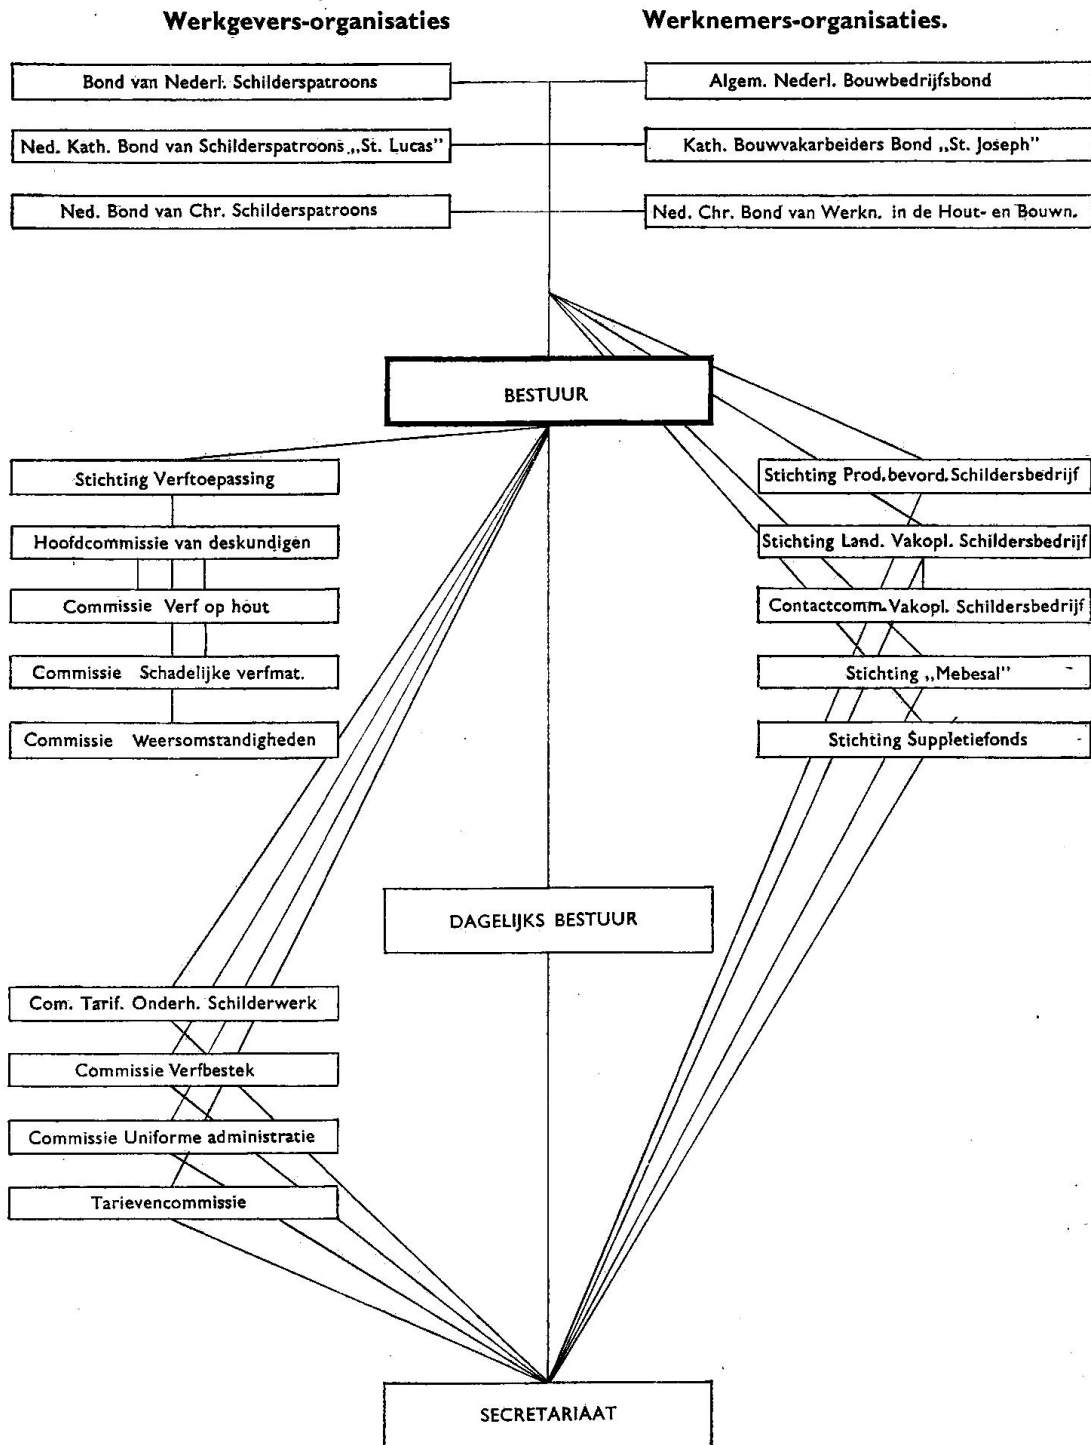 Werkgevers-organisaties
Werknemers-organisaties.
Bond van Nederl. Schilderspatroons
Algem. Nederl. Bouwbedrijfsbond
Ned. Kath. Bond van Schilderspatroons „St. Lucas”
Kath. Bouwvakarbeiders Bond „St. Joseph”
Ned. Bond van Chr. Schilderspatroons
Ned. Chr. Bond van Werkn. in de Hout- en Bouwn.
BESTUUR
Stichting Verftoepassing
Hoofdcommissie van deskundigen
Commissie Verf op hout
Commissie Schadelijke verfmat.
Commissie Weersomstandigheden
Stichting Prod.bevord.Schildersbedrijf
Stichting Land. Vakopl. Schildersbedrijf
Contactcomm. Vakopl. Schildersbedrijf
Stichting „Mebesal”
Stichting Suppletiefonds
DAGELIJKS BESTUUR
Com. Tarif. Onderh. Schilderwerk
Commissie Verfbestek
Commissie Uniforme administratie
Tarievencommissie
SECRETARIAAT